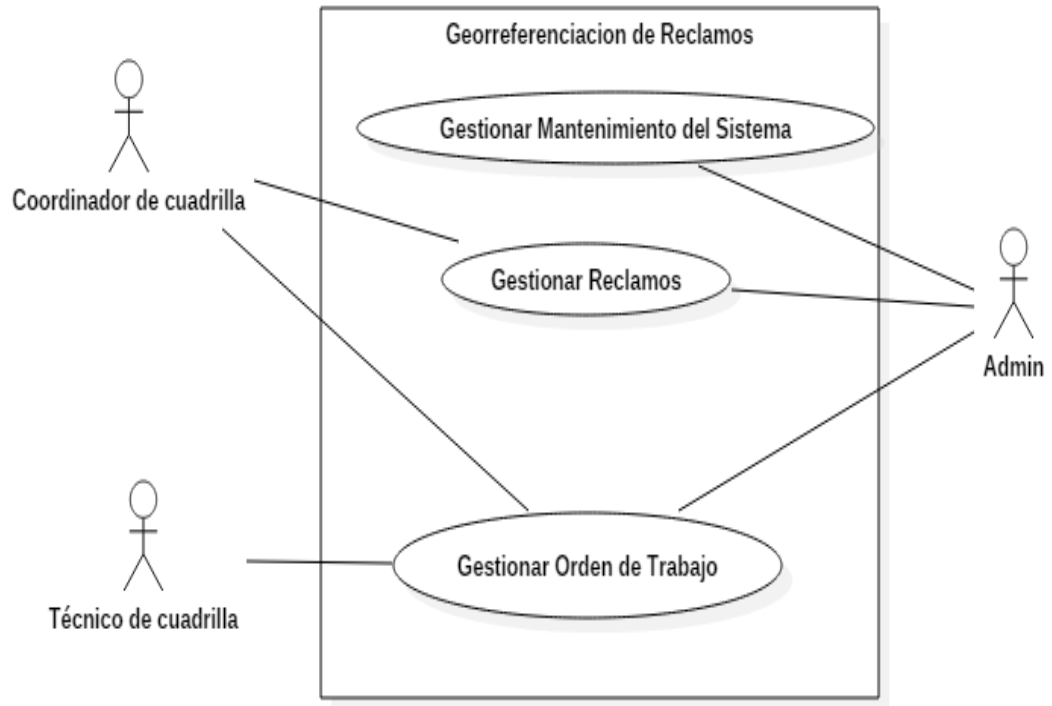 Georreferenciacion de Reclamos
Gestionar Mantenimiento del Sistema
Coordinador de cuadrilla
Gestionar Reclamos
Admin
Gestionar Orden de Trabajo
Técnico de cuadrilla